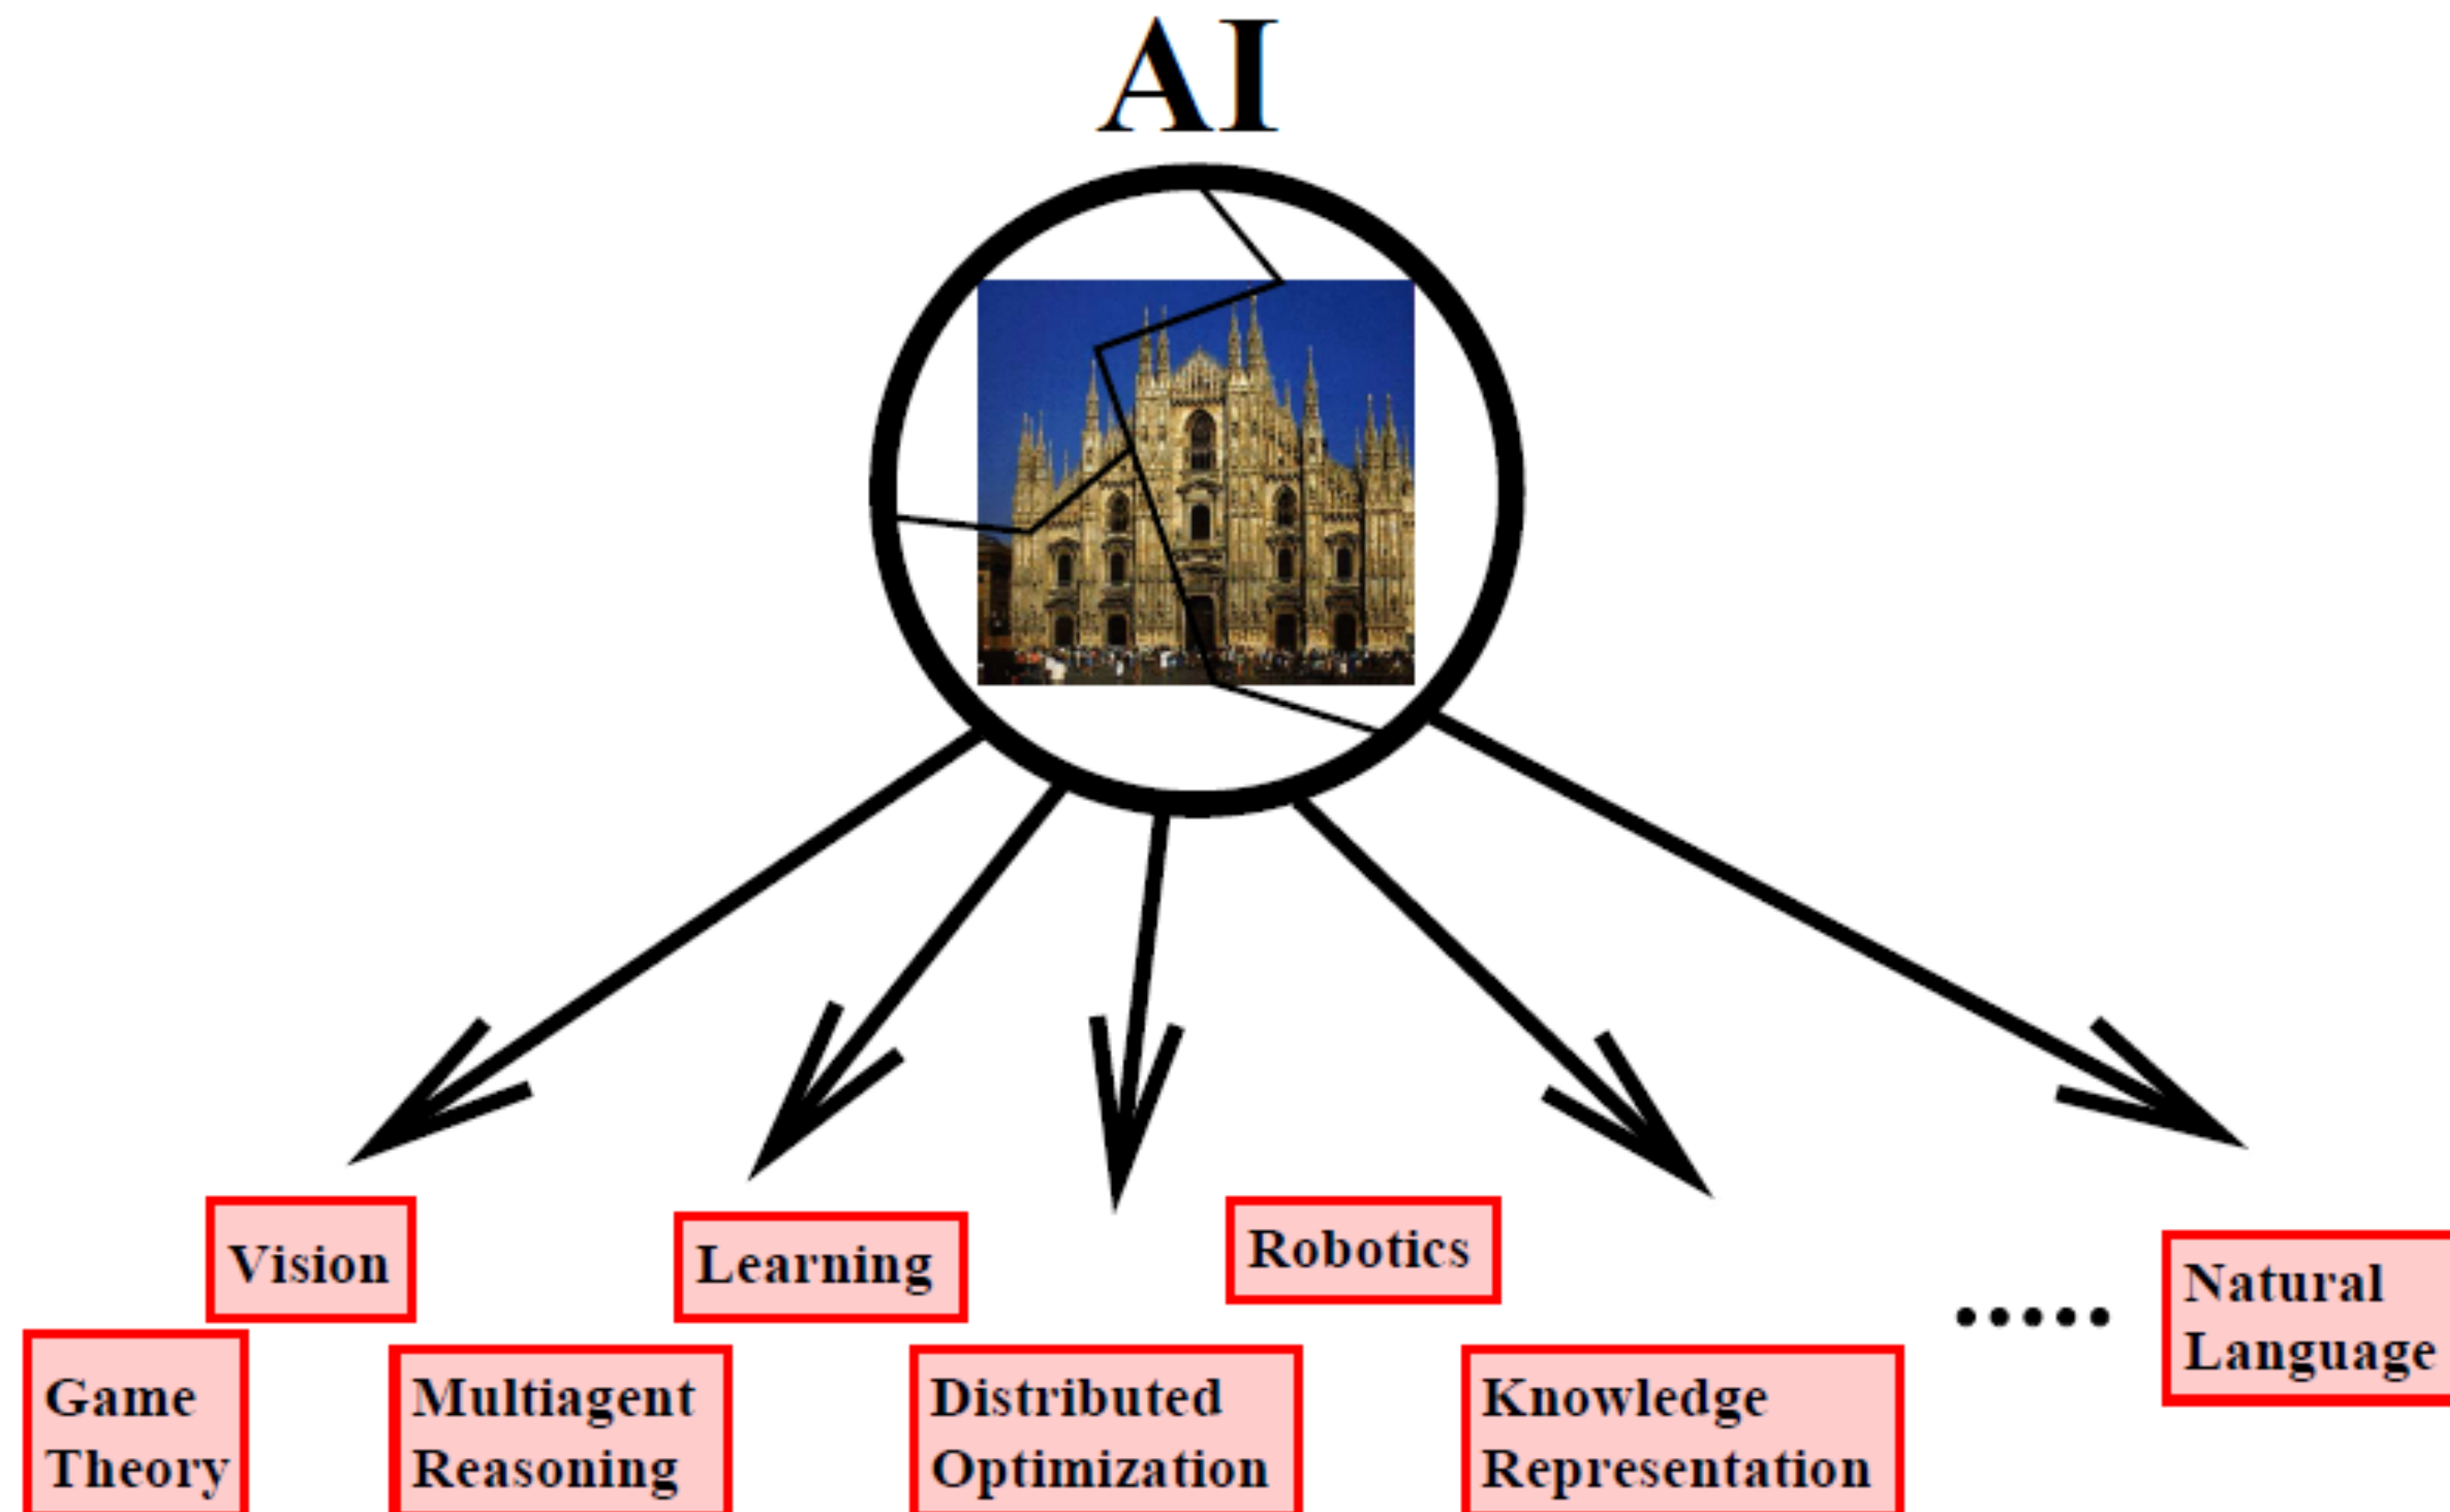 AI
Vision
Learning
Robotics
Natural
Language
Game
Theory
Multiagent
Reasoning
Distributed
Optimization
Knowledge
Representation
.....